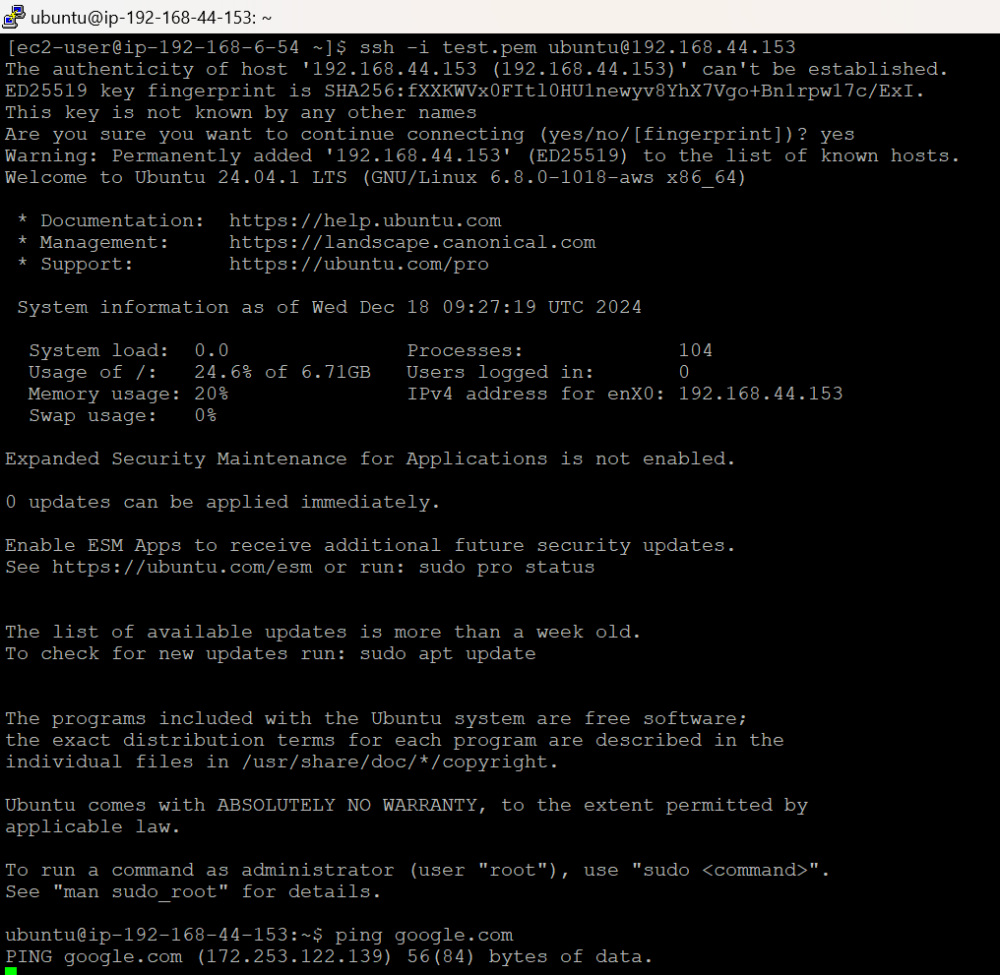 ubuntu@ip-192-168-44-153: ~
[ec2-user@ip-192-168-6-54 ~]$ ssh -i test.pem ubuntu@192.168.44.153
The authenticity of host '192.168.44.153 (192.168.44.153)' can't be established.
ED25519 key fingerprint is SHA256:fXXKWVx0FItl0HU1newyv8YhX7Vgo+Bn1rpw17c/ExI.
This key is not known by any other names
Are you sure you want to continue connecting (yes/no/[fingerprint])? yes
Warning: Permanently added '192.168.44.153' (ED25519) to the list of known hosts.
Welcome to Ubuntu 24.04.1 LTS (GNU/Linux 6.8.0-1018-aws x86_64)
* Documentation: https://help.ubuntu.com
* Management: https://landscape.canonical.com
* Support: https://ubuntu.com/pro
System information as of Wed Dec 18 09:27:19 UTC 2024
System load: 0.0 Processes: 104
Usage of /: 24.6% of 6.71GB Users logged in: 0
Memory usage: 20% IPv4 address for enX0: 192.168.44.153
Swap usage: 0%
Expanded Security Maintenance for Applications is not enabled.
0 updates can be applied immediately.
Enable ESM Apps to receive additional future security updates.
See https://ubuntu.com/esm or run: sudo pro status
The list of available updates is more than a week old.
To check for new updates run: sudo apt update
The programs included with the Ubuntu system are free software;
the exact distribution terms for each program are described in the
individual files in /usr/share/doc/*/copyright.
Ubuntu comes with ABSOLUTELY NO WARRANTY, to the extent permitted by
applicable law.
To run a command as administrator (user "root"), use "sudo <command>".
See "man sudo_root" for details.
ubuntu@ip-192-168-44-153:~$ ping google.com
PING google.com (172.253.122.139) 56(84) bytes of data.